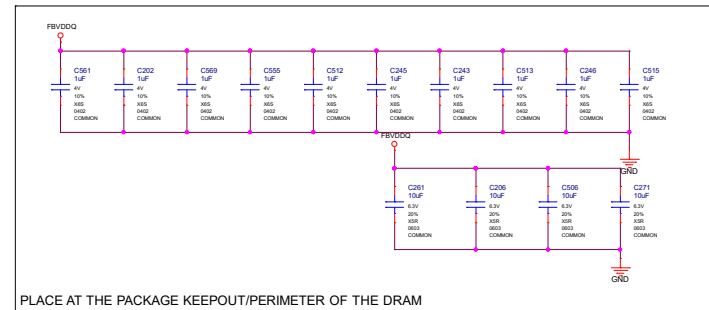 FBVDDQ
C561 C202 C569 C555 C512 C245 C243 C513 C246 C515
1uF 1uF 1uF 1uF 1uF 1uF 1uF 1uF 1uF 1uF
4V 4V 4V 4V 4V 4V 4V 4V 4V 4V
10% 10% 10% 10% 10% 10% 10% 10% 10% 10%
X6S X6S X6S X6S X6S X6S X6S X6S X6S X6S
0402 0402 0402 0402 0402 0402 0402 0402 0402 0402
COMMON COMMON COMMON COMMON COMMON COMMON COMMON COMMON COMMON COMMON
FBVDDQ
GND
C261 C206 C506 C271
10uF 10uF 10uF 10uF
6.3V 6.3V 6.3V 6.3V
20% 20% 20% 20%
X5R X5R X5R X5R
0603 0603 0603 0603
COMMON COMMON COMMON COMMON
GND
PLACE AT THE PACKAGE KEEPOUT/PERIMETER OF THE DRAM